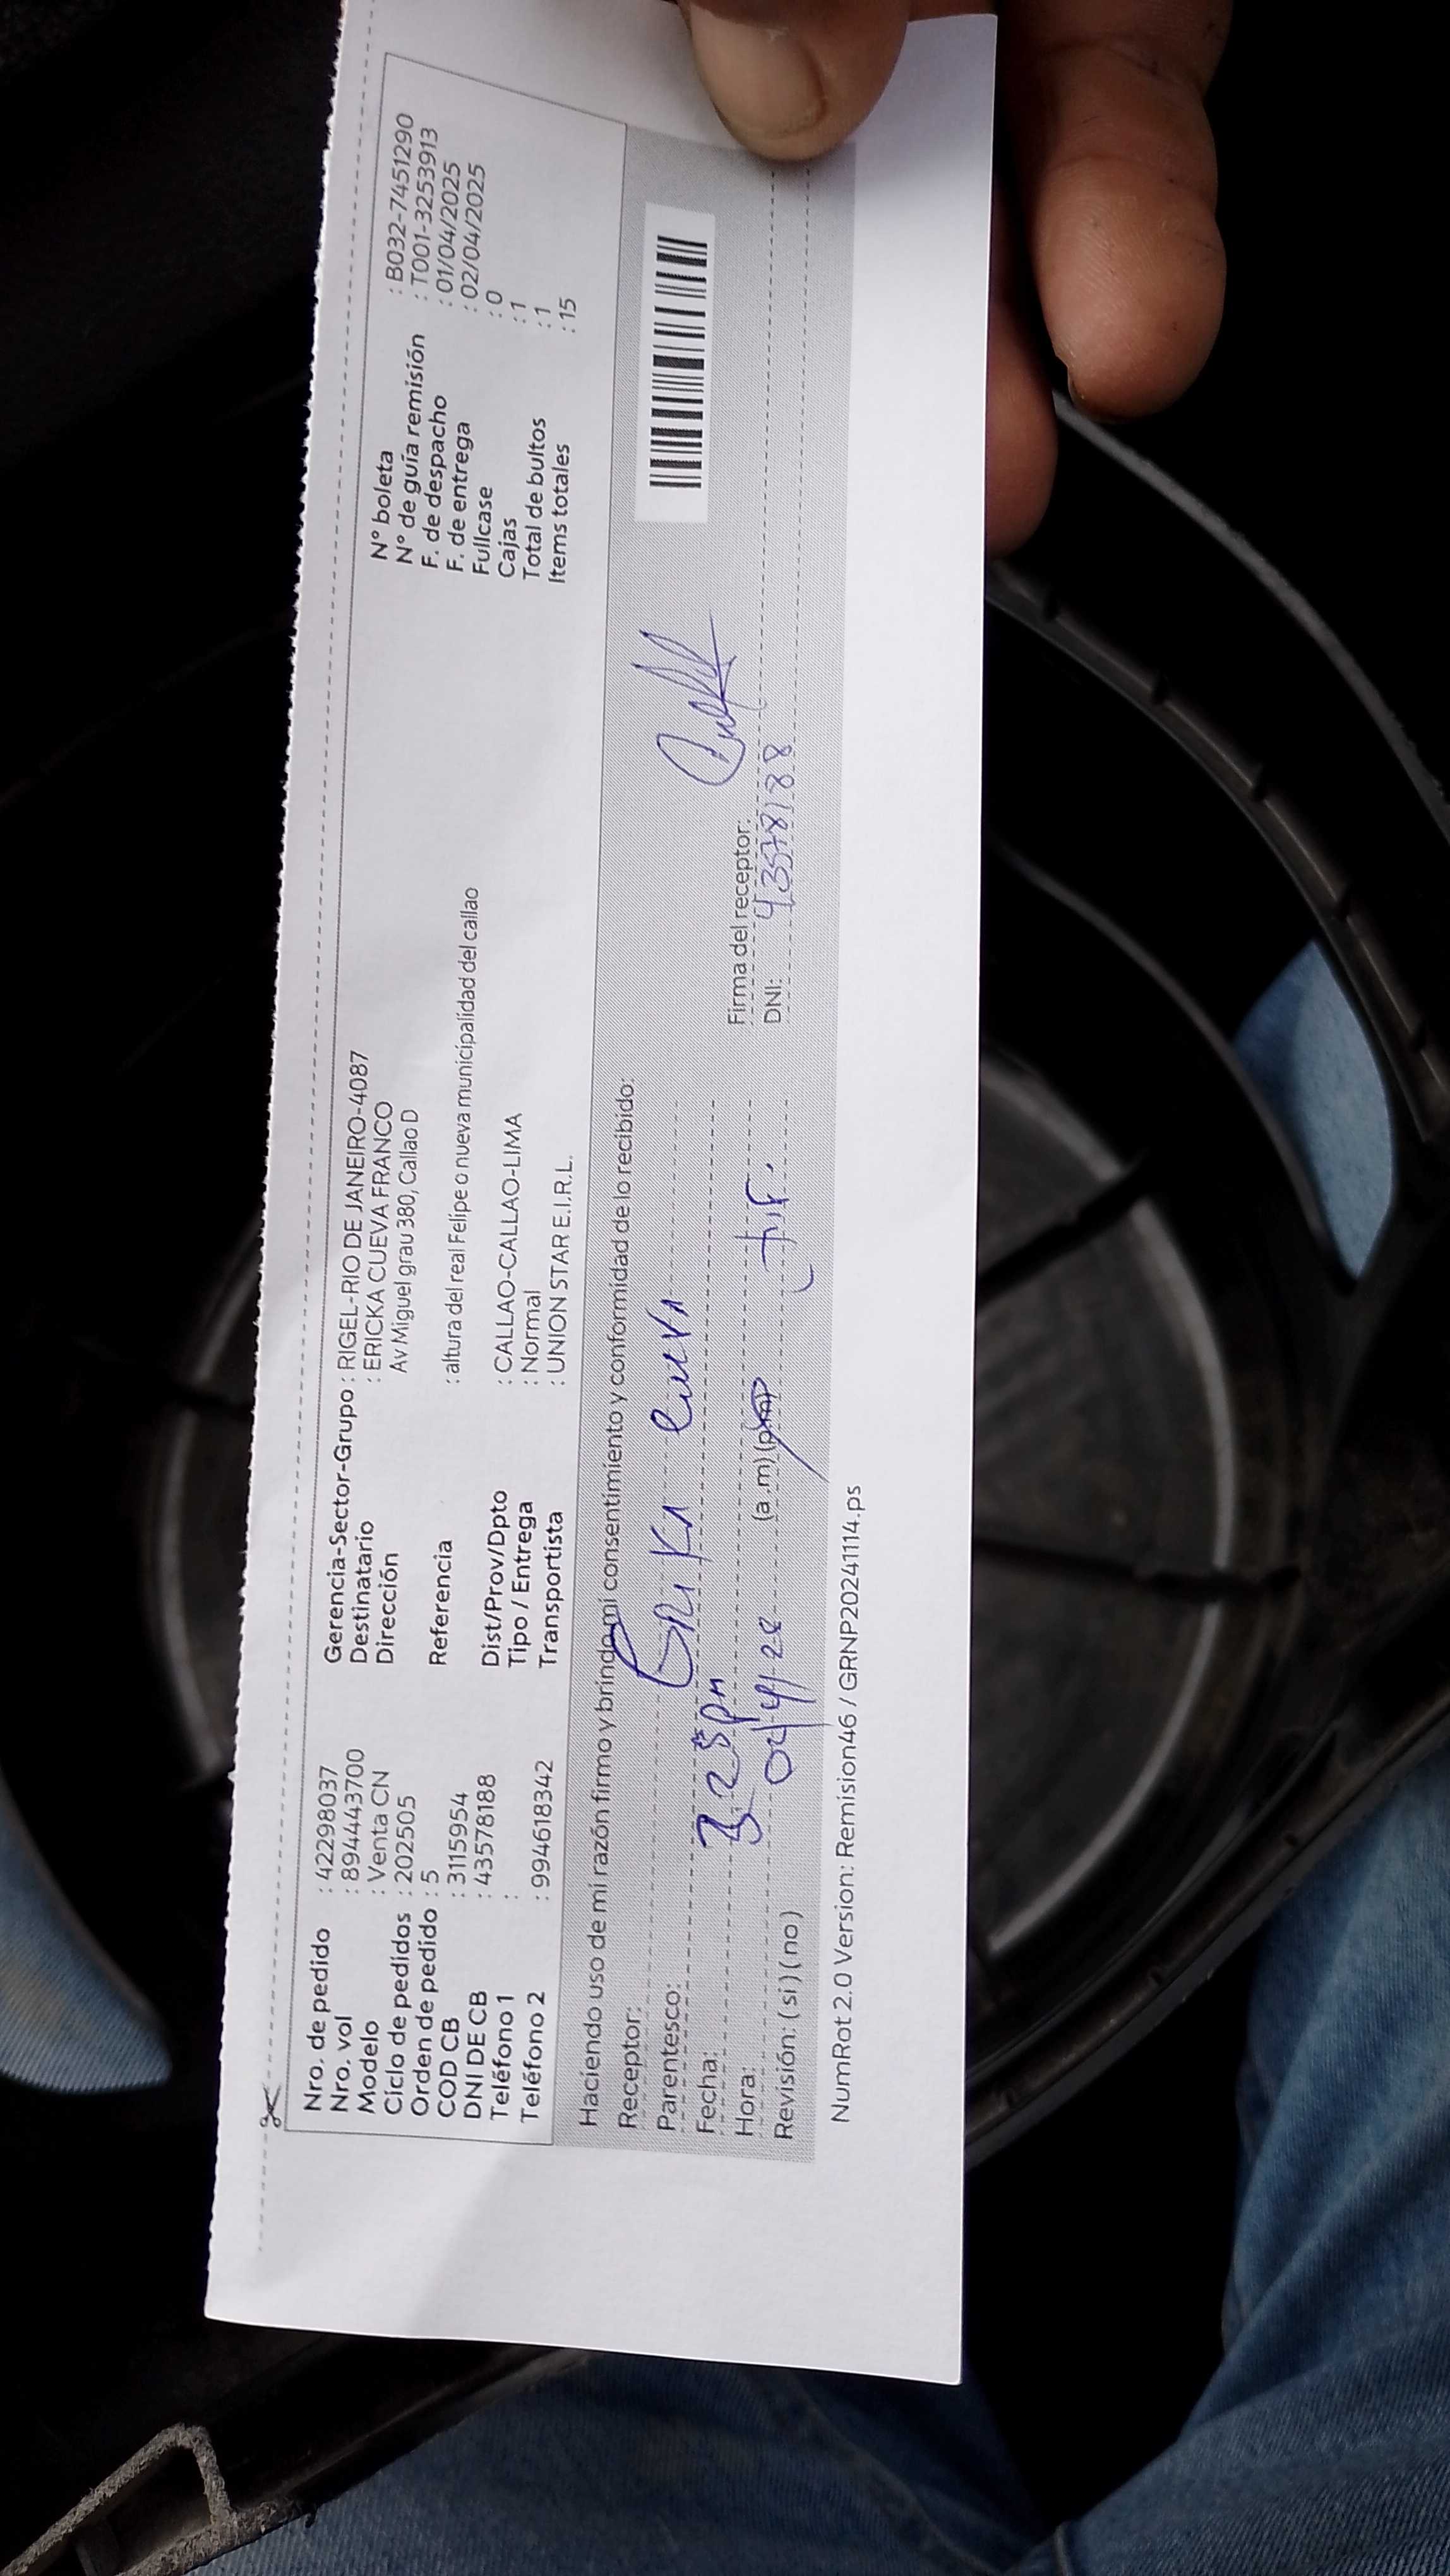 Nro. de pedido : 42298037
Nro. vol : 894443700
Modelo : Venta CN
Ciclo de pedidos : 202505
Orden de pedido : 5
COD CB : 3115954
DNI DE CB : 43578188
Teléfono 1 :
Teléfono 2 : 994618342
Gerencia-Sector-Grupo : RIGEL-RIO DE JANEIRO-4087
Destinatario : ERICKA CUEVA FRANCO
Dirección Av Miguel grau 380, Callao D
Referencia : altura del real Felipe o nueva municipalidad del callao
Dist/Prov/Dpto : CALLAO-CALLAO-LIMA
Tipo / Entrega : Normal
Transportista : UNION STAR E.I.R.L.
N° boleta : B032-7451290
N° de guía remisión : T001-3253913
F. de despacho : 01/04/2025
F. de entrega : 02/04/2025
Fullcase : 0
Cajas : 1
Total de bultos : 1
Items totales : 15
Haciendo uso de mi razón firmo y brindo mi consentimiento y conformidad de lo recibido:
Receptor: ERIKA CUEVA
Parentesco:
Fecha: 3:28pm
Hora: (a.m) (p.m)
Revisión: ( si ) ( no )
Firma del receptor:
DNI: 43578188
NumRot 2.0 Version: Remision46 / GRNP20241114.ps